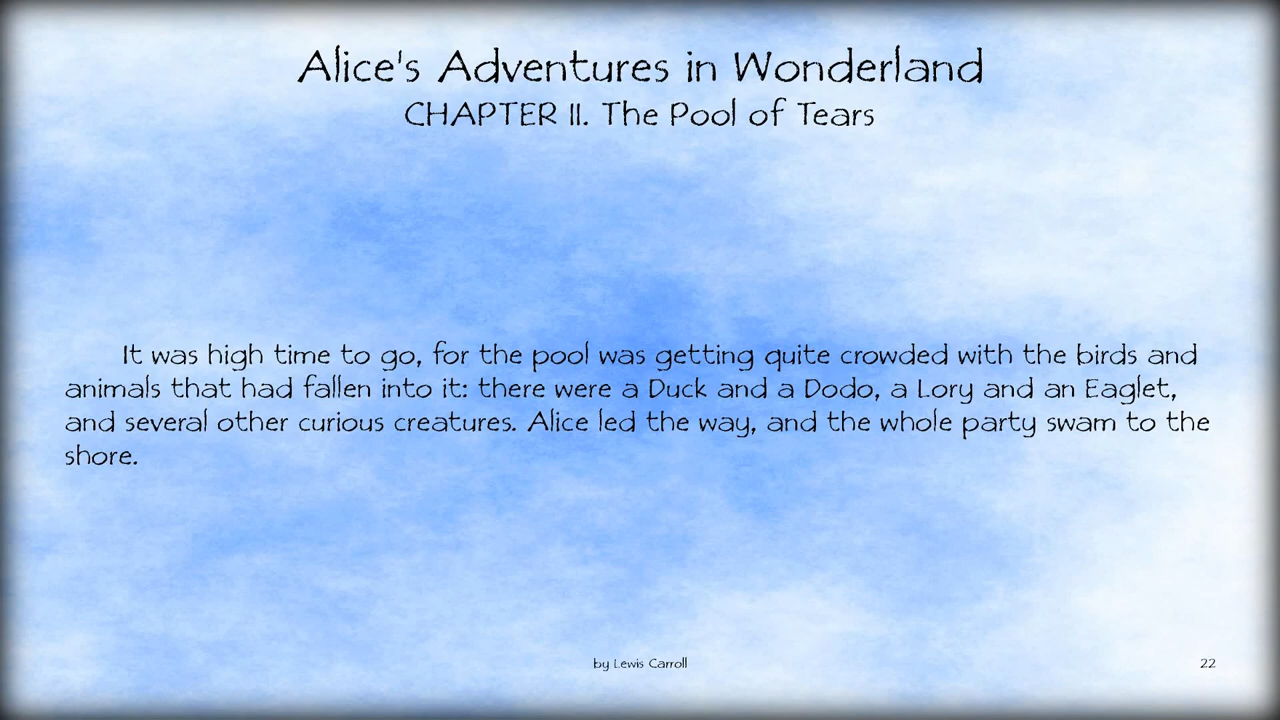 Alice's Adventures in Wonderland
CHAPTER II. The Pool of Tears
It was high time to go, for the pool was getting quite crowded with the birds and
animals that had fallen into it: there were a Duck and a Dodo, a Lory and an Eaglet,
and several other curious creatures. Alice led the way, and the whole party swam to the
shore.
by Lewis Carroll
22